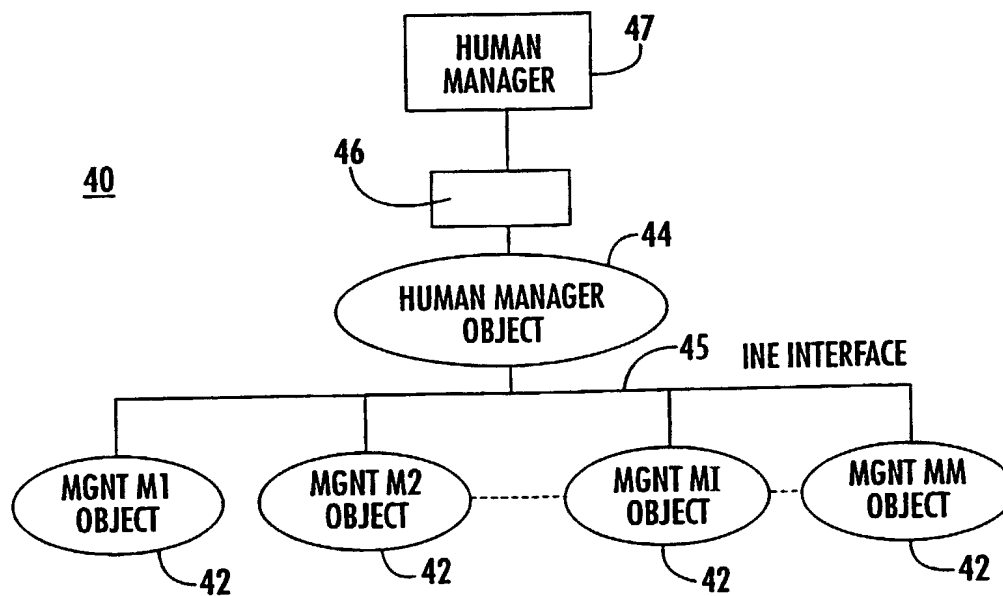 HUMAN
MANAGER
47
46
40
44
HUMAN MANAGER
OBJECT
45
INE INTERFACE
MGNT M1
OBJECT
MGNT M2
OBJECT
MGNT MI
OBJECT
MGNT MM
OBJECT
42
42
42
42